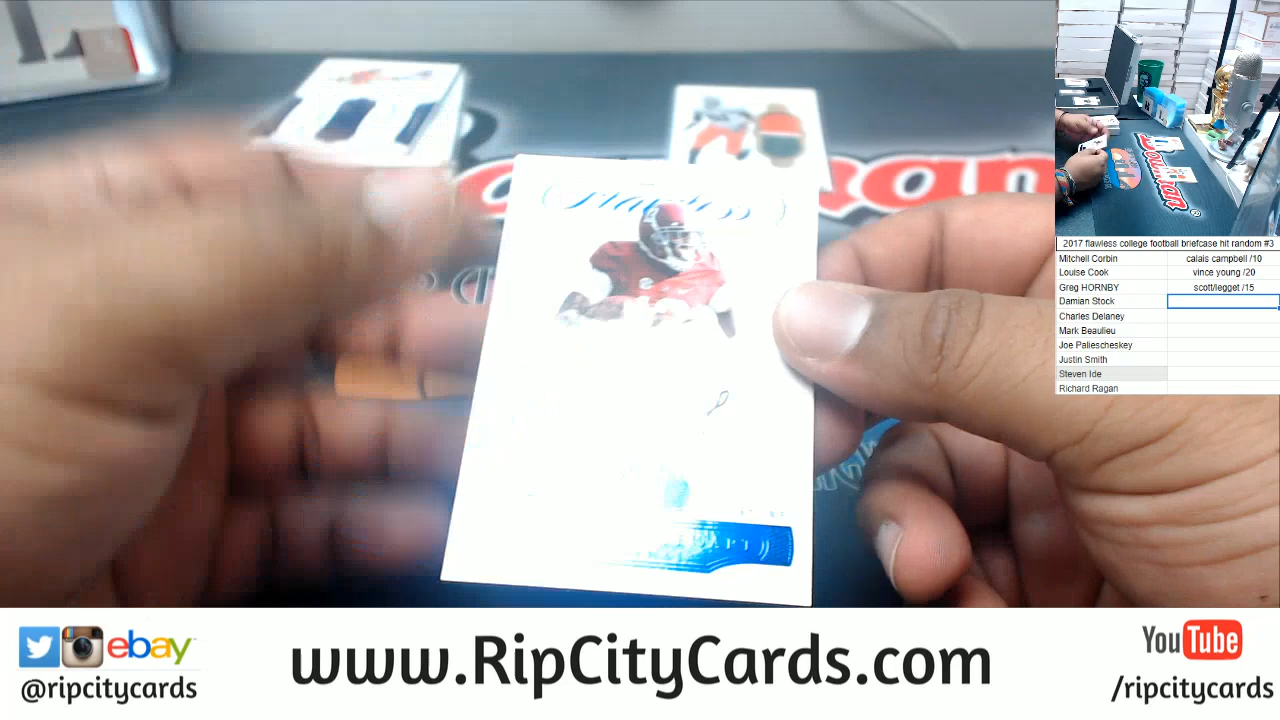 Flawless
Bowman
®
2017 flawless college football briefcase hit random #3
Mitchell Corbin calais campbell /10
Louise Cook vince young /20
Greg HORNBY scott/legget /15
Damian Stock
Charles Delaney
Mark Beaulieu
Joe Paliescheskey
Justin Smith
Steven Ide
Richard Ragan
ebay
@ripcitycards
www.RipCityCards.com
YouTube
/ripcitycards